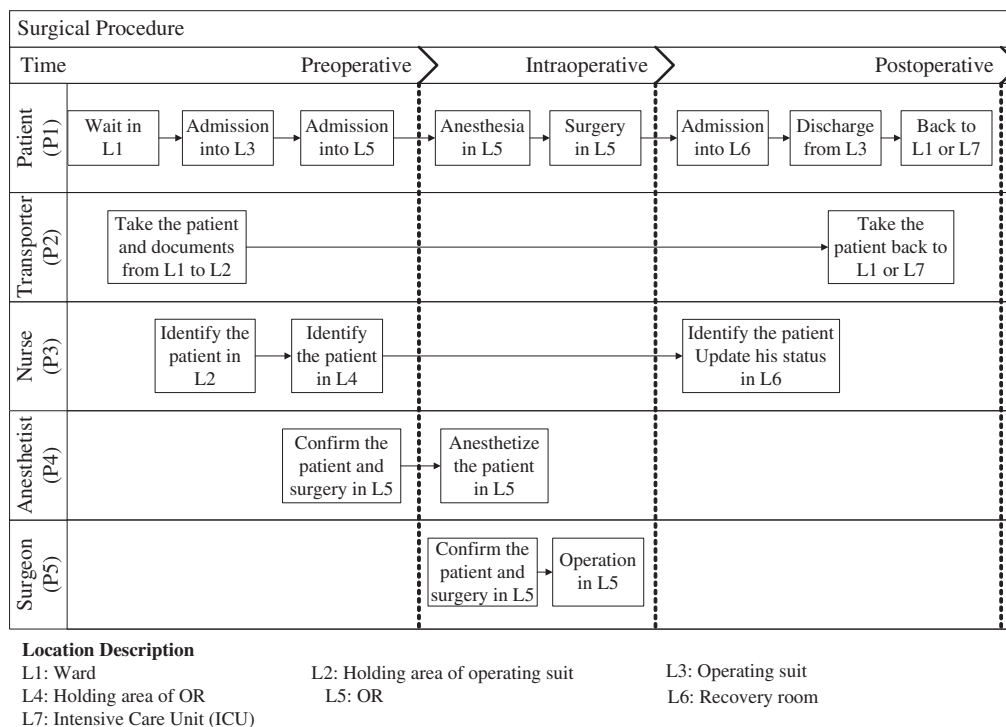 Surgical Procedure
Time
Preoperative
Intraoperative
Postoperative
Patient
(P1)
Wait in
L1
Admission
into L3
Admission
into L5
Anesthesia
in L5
Surgery
in L5
Admission
into L6
Discharge
from L3
Back to
L1 or L7
Transporter
(P2)
Take the patient
and documents
from L1 to L2
Take the
patient back to
L1 or L7
Nurse
(P3)
Identify the
patient in
L2
Identify
the patient
in L4
Identify the patient
Update his status
in L6
Anesthetist
(P4)
Confirm the
patient and
surgery in L5
Anesthetize
the patient
in L5
Surgeon
(P5)
Confirm the
patient and
surgery in L5
Operation
in L5
Location Description
L1: Ward
L2: Holding area of operating suit
L3: Operating suit
L4: Holding area of OR
L5: OR
L6: Recovery room
L7: Intensive Care Unit (ICU)